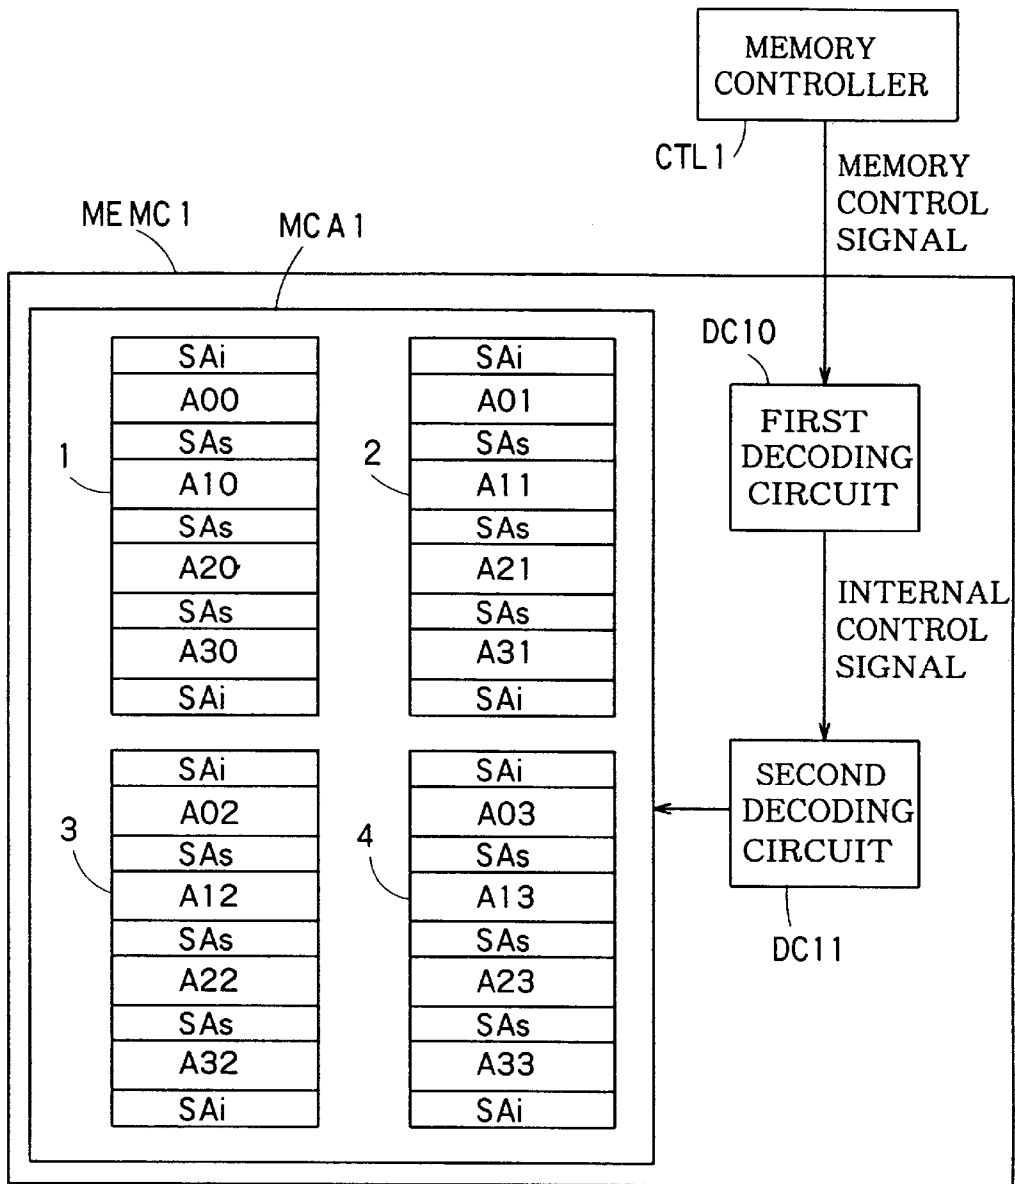 MEMORY
CONTROLLER
CTL1
MEMORY
CONTROL
SIGNAL
MEMC1
MCA1
DC10
FIRST
DECODING
CIRCUIT
INTERNAL
CONTROL
SIGNAL
SECOND
DECODING
CIRCUIT
DC11
1
SAi
A00
SAs
A10
SAs
A20
SAs
A30
SAi
2
SAi
A01
SAs
A11
SAs
A21
SAs
A31
SAi
3
SAi
A02
SAs
A12
SAs
A22
SAs
A32
SAi
4
SAi
A03
SAs
A13
SAs
A23
SAs
A33
SAi